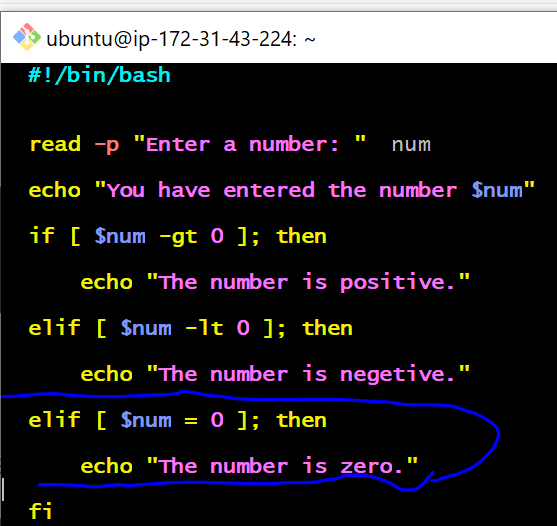 ubuntu@ip-172-31-43-224: ~
#!/bin/bash
read -p "Enter a number: "  num
echo "You have entered the number $num"
if [ $num -gt 0 ]; then
    echo "The number is positive."
elif [ $num -lt 0 ]; then
    echo "The number is negetive."
elif [ $num = 0 ]; then
    echo "The number is zero."
fi